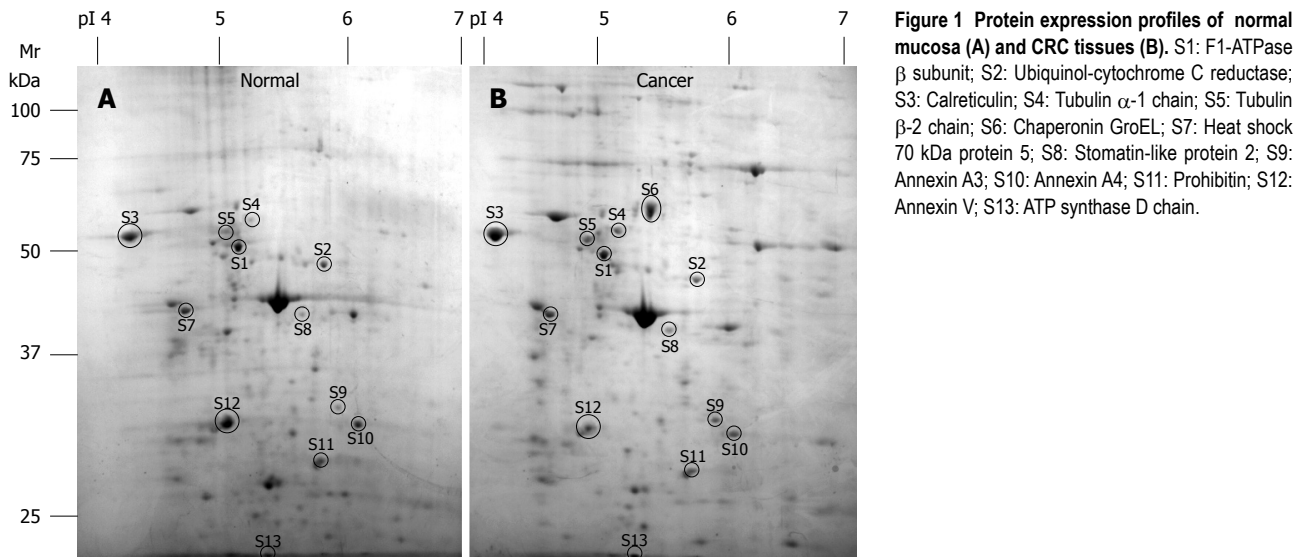 pI 4 5 6 7 5 6 7
Mr
kDa
Normal
Cancer
A
B
100
75
50
37
25
S3
S5
S4
S1
S2
S7
S8
S12
S9
S10
S11
S13
S3
S6
S5
S4
S1
S2
S7
S8
S12
S9
S10
S11
S13
Figure 1 Protein expression profiles of normal
mucosa (A) and CRC tissues (B). S1: F1-ATPase
β subunit; S2: Ubiquinol-cytochrome C reductase;
S3: Calreticulin; S4: Tubulin α-1 chain; S5: Tubulin
β-2 chain; S6: Chaperonin GroEL; S7: Heat shock
70 kDa protein 5; S8: Stomatin-like protein 2; S9:
Annexin A3; S10: Annexin A4; S11: Prohibitin; S12:
Annexin V; S13: ATP synthase D chain.